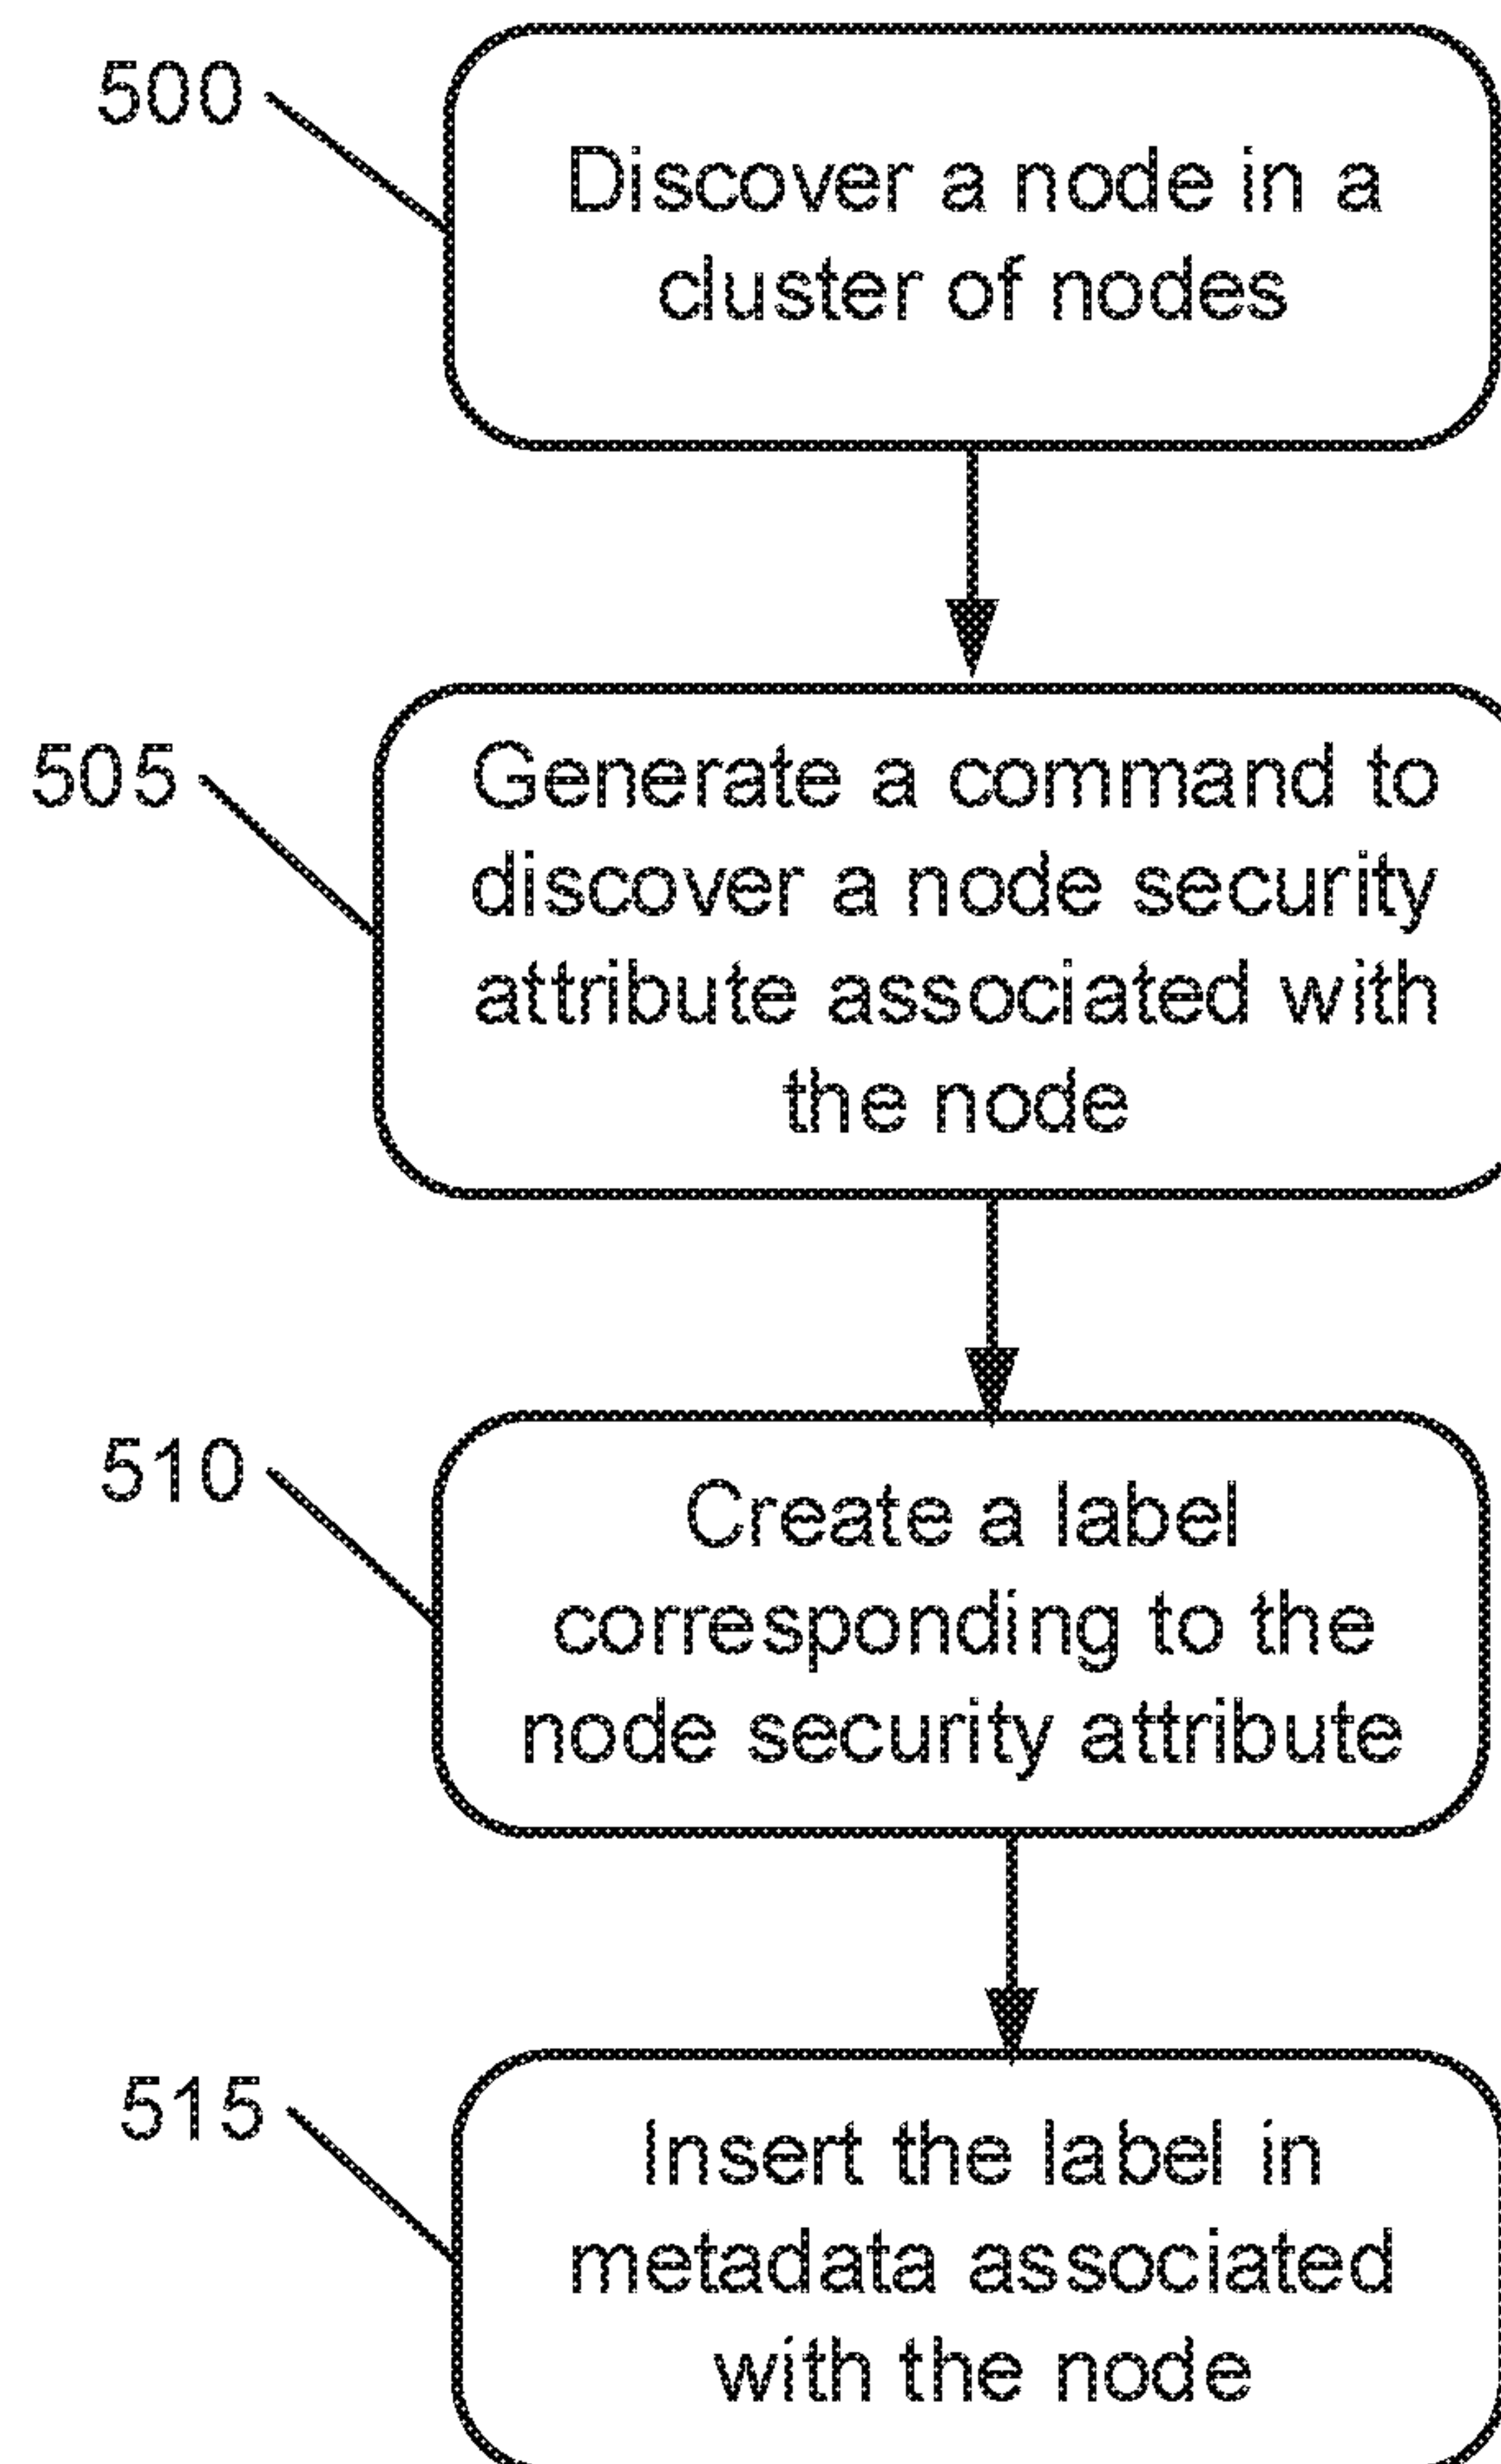 500
Discover a node in a
cluster of nodes
505
Generate a command to
discover a node security
attribute associated with
the node
510
Create a label
corresponding to the
node security attribute
515
Insert the label in
metadata associated
with the node